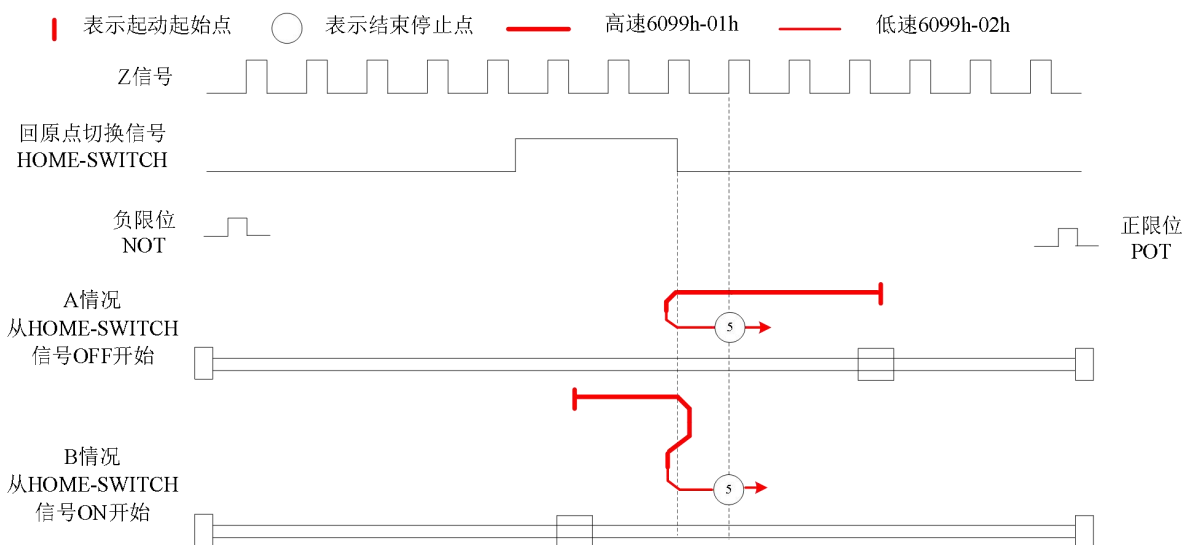 表示起动起始点 表示结束停止点 高速6099h-01h 低速6099h-02h
Z信号
回原点切换信号
HOME-SWITCH
负限位
NOT
正限位
POT
A情况
从HOME-SWITCH
信号OFF开始
5
B情况
从HOME-SWITCH
信号ON开始
5